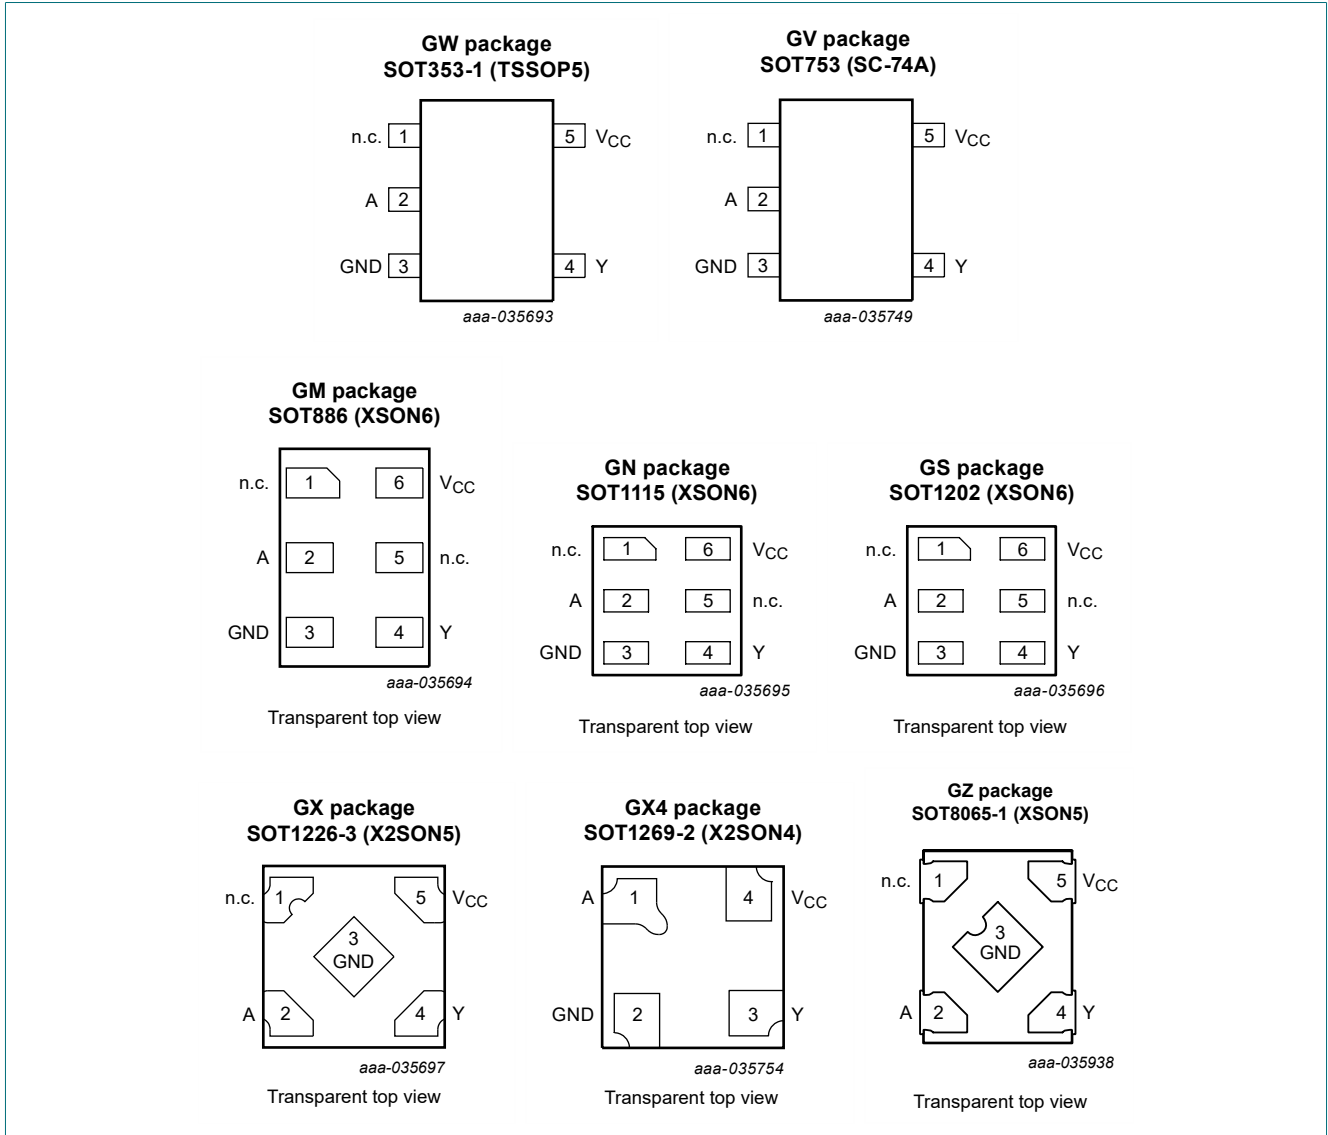 GW package
SOT353-1 (TSSOP5)
n.c. 1
5 VCC
A 2
GND 3
4 Y
aaa-035693
GV package
SOT753 (SC-74A)
n.c. 1
5 VCC
A 2
GND 3
4 Y
aaa-035749
GM package
SOT886 (XSON6)
n.c. 1 6 VCC
A 2 5 n.c.
GND 3 4 Y
aaa-035694
Transparent top view
GN package
SOT1115 (XSON6)
n.c. 1 6 VCC
A 2 5 n.c.
GND 3 4 Y
aaa-035695
Transparent top view
GS package
SOT1202 (XSON6)
n.c. 1 6 VCC
A 2 5 n.c.
GND 3 4 Y
aaa-035696
Transparent top view
GX package
SOT1226-3 (X2SON5)
n.c. 1 5 VCC
3
GND
A 2 4 Y
aaa-035697
Transparent top view
GX4 package
SOT1269-2 (X2SON4)
A 1 4 VCC
GND 2 3 Y
aaa-035754
Transparent top view
GZ package
SOT8065-1 (XSON5)
n.c. 1 5 VCC
3
GND
A 2 4 Y
aaa-035938
Transparent top view